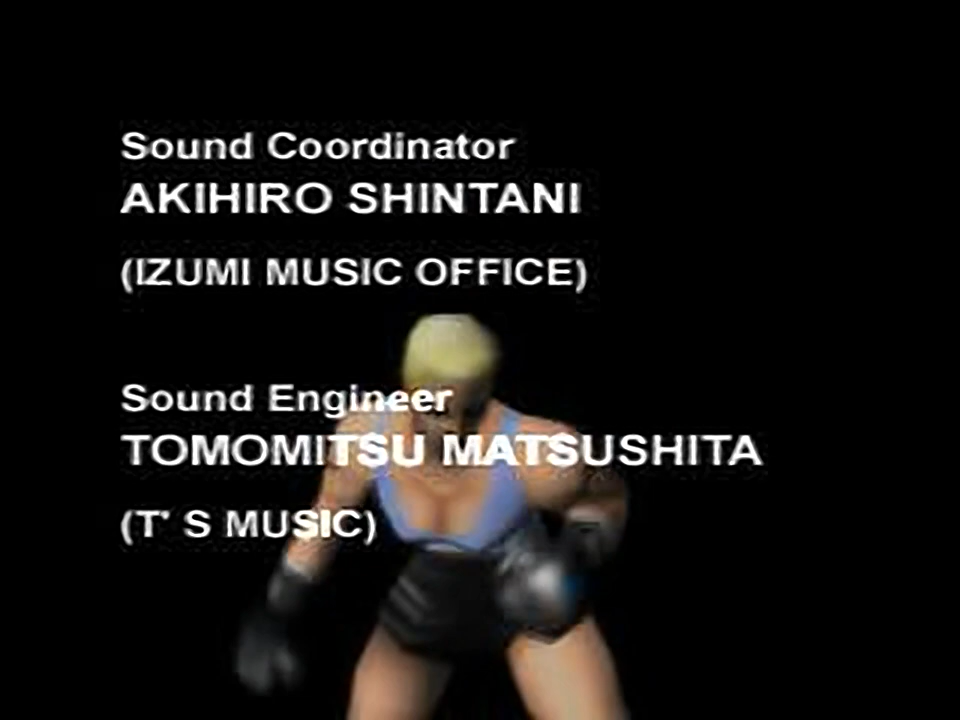 Sound Coordinator
AKIHIRO SHINTANI
(IZUMI MUSIC OFFICE)
Sound Engineer
TOMOMITSU MATSUSHITA
(T' S MUSIC)